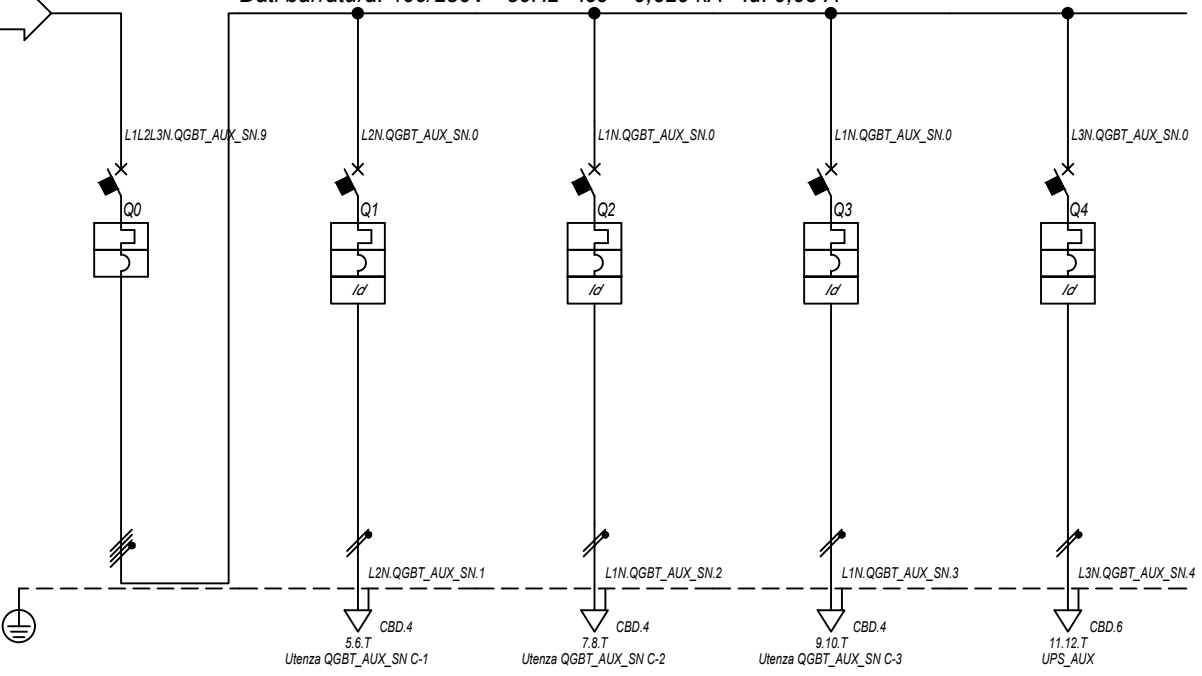 L1L2L3N.QGBT_AUX_SN.9
L2N.QGBT_AUX_SN.0
L1N.QGBT_AUX_SN.0
L1N.QGBT_AUX_SN.0
L3N.QGBT_AUX_SN.0
Q0
Q1
Q2
Q3
Q4
Id
Id
Id
Id
L2N.QGBT_AUX_SN.1
L1N.QGBT_AUX_SN.2
L1N.QGBT_AUX_SN.3
L3N.QGBT_AUX_SN.4
CBD.4
CBD.4
CBD.4
CBD.6
5.6.T
7.8.T
9.10.T
11.12.T
Utenza QGBT_AUX_SN C-1
Utenza QGBT_AUX_SN C-2
Utenza QGBT_AUX_SN C-3
UPS_AUX